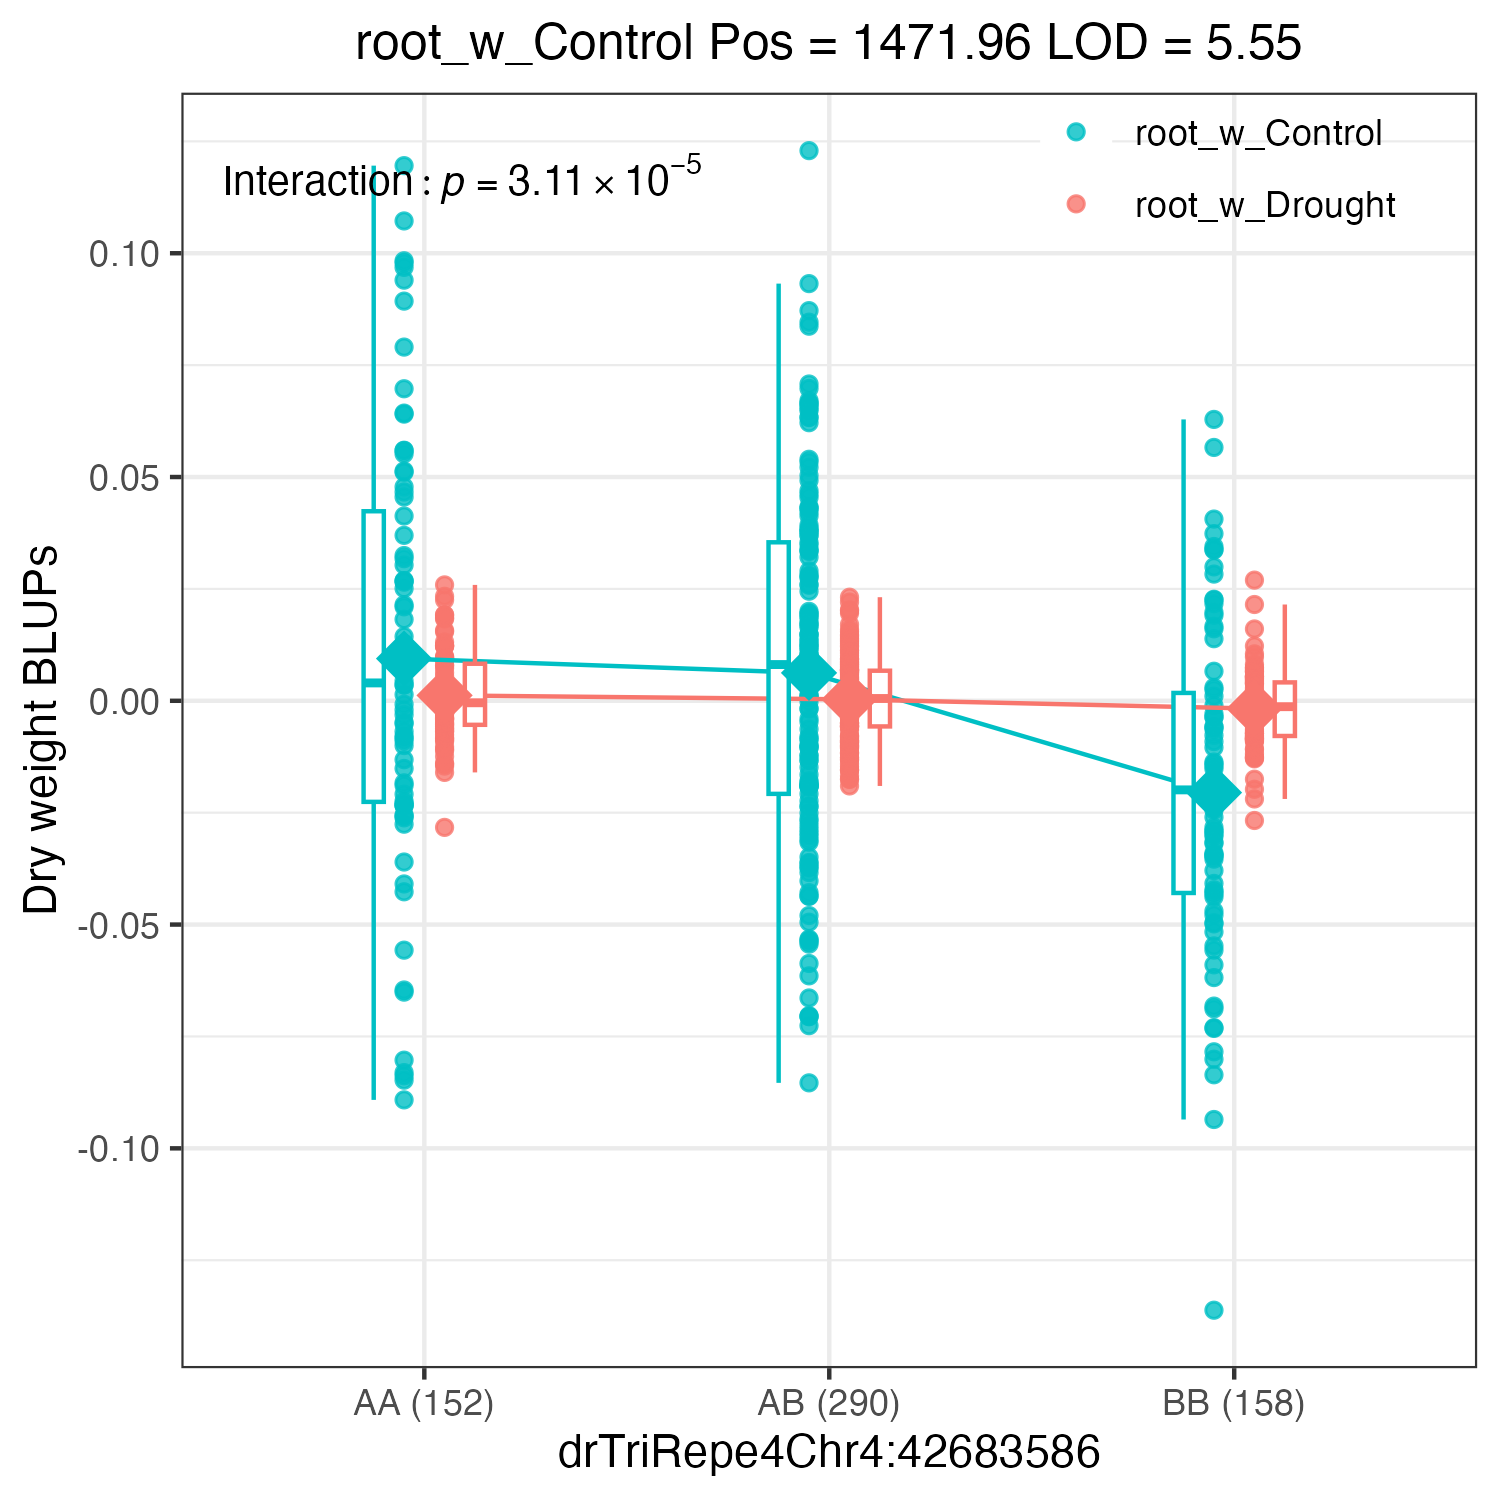 root_w_Control Pos = 1471.96 LOD = 5.55
root_w_Control
Interaction : p = 3.11 × 10⁻⁵
root_w_Drought
0.10
0.05
0.00
-0.05
-0.10
Dry weight BLUPs
AA (152) AB (290) BB (158)
drTriRepe4Chr4:42683586